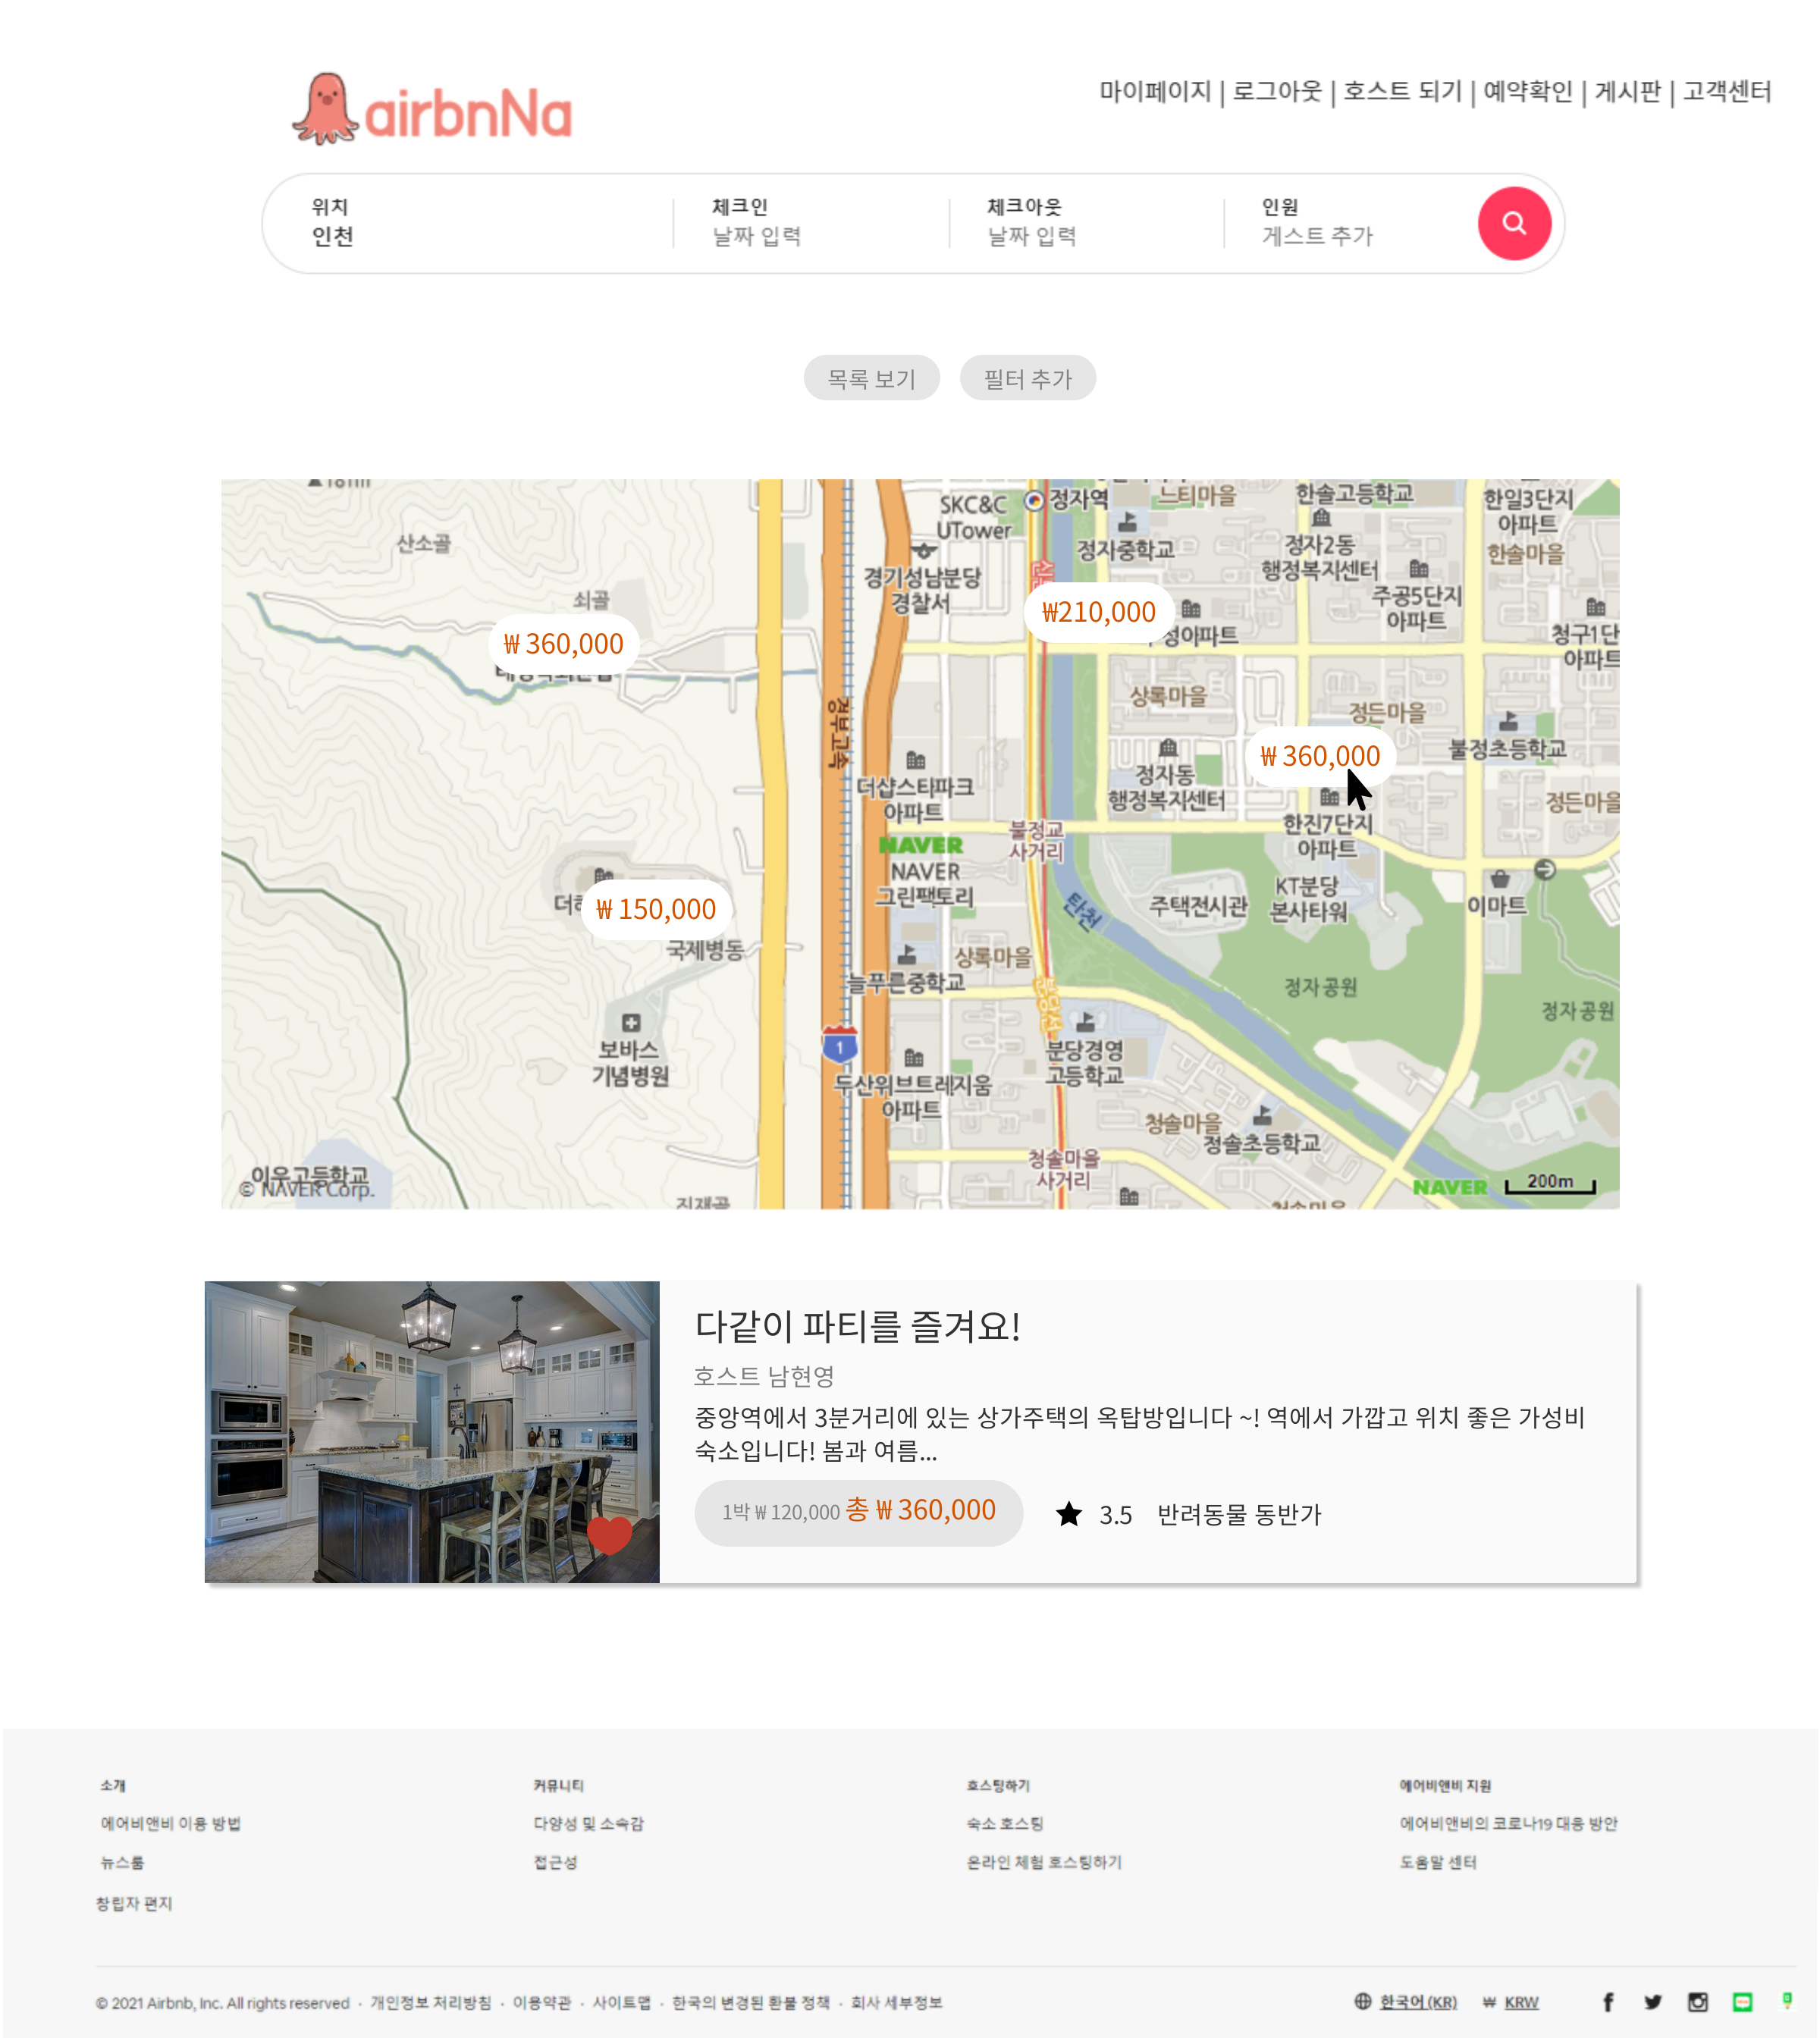 airbnNa
마이페이지 | 로그아웃 | 호스트 되기 | 예약확인 | 게시판 | 고객센터
위치
인천
체크인
날짜 입력
체크아웃
날짜 입력
인원
게스트 추가
목록 보기
필터 추가
산소골
쇠골
₩ 360,000
SKC&C
UTower
정자역
느티마을
한솔고등학교
한일3단지
아파트
한솔마을
정자중학교
정자2동
행정복지센터
경기성남분당
경찰서
주공5단지
아파트
₩210,000
성아파트
청구1단
아파트
상록마을
정든마을
경부고속
₩ 360,000
불정초등학교
정자동
행정복지센터
더샵스타파크
아파트
정든마을
한진7단지
아파트
불정교
사거리
NAVER
NAVER
그린팩토리
₩ 150,000
국제병동
탄천
주택전시관
KT분당
본사타워
이마트
상록마을
늘푸른중학교
정자공원
정자공원
분당선
보바스
기념병원
1
분당경영
고등학교
두산위브트레지움
아파트
청솔마을
정솔초등학교
청솔마을
사거리
이우고등학교
© NAVER Corp.
진재골
NAVER
200m
다같이 파티를 즐겨요!
호스트 남현영
중앙역에서 3분거리에 있는 상가주택의 옥탑방입니다 ~! 역에서 가깝고 위치 좋은 가성비
숙소입니다! 봄과 여름...
1박 ₩ 120,000 총 ₩ 360,000
3.5
반려동물 동반가
소개
커뮤니티
호스팅하기
에어비앤비 지원
에어비앤비 이용 방법
다양성 및 소속감
숙소 호스팅
에어비앤비의 코로나19 대응 방안
뉴스룸
접근성
온라인 체험 호스팅하기
도움말 센터
창립자 편지
© 2021 Airbnb, Inc. All rights reserved · 개인정보 처리방침 · 이용약관 · 사이트맵 · 한국의 변경된 환불 정책 · 회사 세부정보
한국어 (KR)
₩ KRW